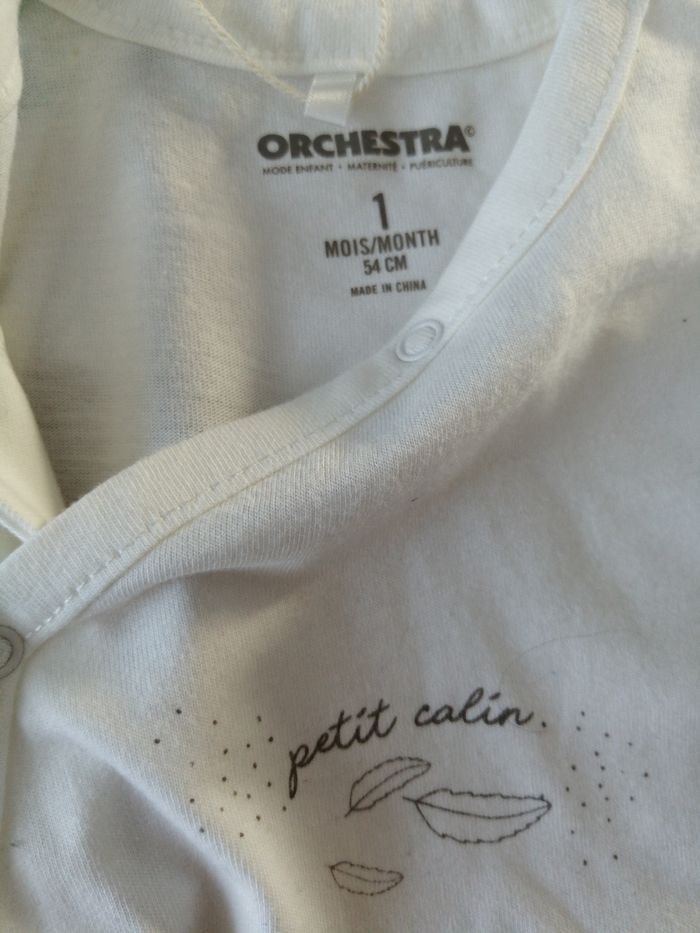 ORCHESTRA©
MODE ENFANT • MATERNITÉ • PUÉRICULTURE
1
MOIS/MONTH
54 CM
MADE IN CHINA
petit calin.